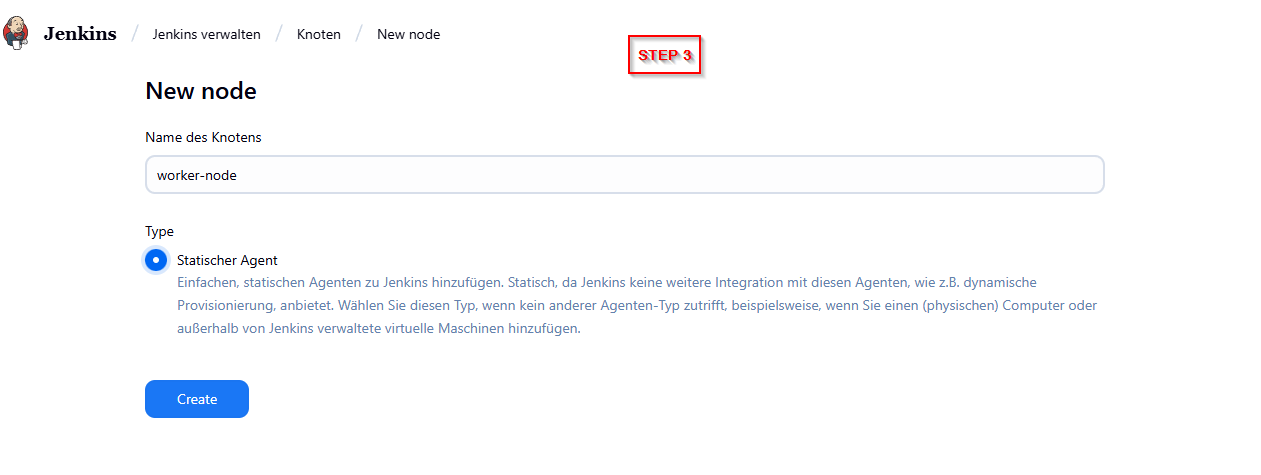 Jenkins / Jenkins verwalten / Knoten / New node
STEP 3
New node
Name des Knotens
worker-node
Type
Statischer Agent
Einfachen, statischen Agenten zu Jenkins hinzufügen. Statisch, da Jenkins keine weitere Integration mit diesen Agenten, wie z.B. dynamische
Provisionierung, anbietet. Wählen Sie diesen Typ, wenn kein anderer Agenten-Typ zutrifft, beispielsweise, wenn Sie einen (physischen) Computer oder
außerhalb von Jenkins verwaltete virtuelle Maschinen hinzufügen.
Create